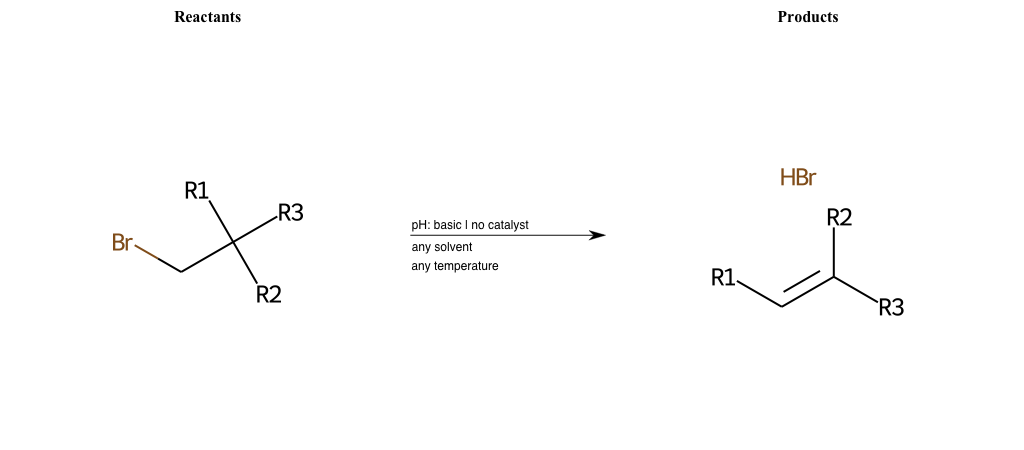 Reactants
Products
HBr
R1
R3
Br
R2
pH: basic | no catalyst
any solvent
any temperature
R2
R1
R3